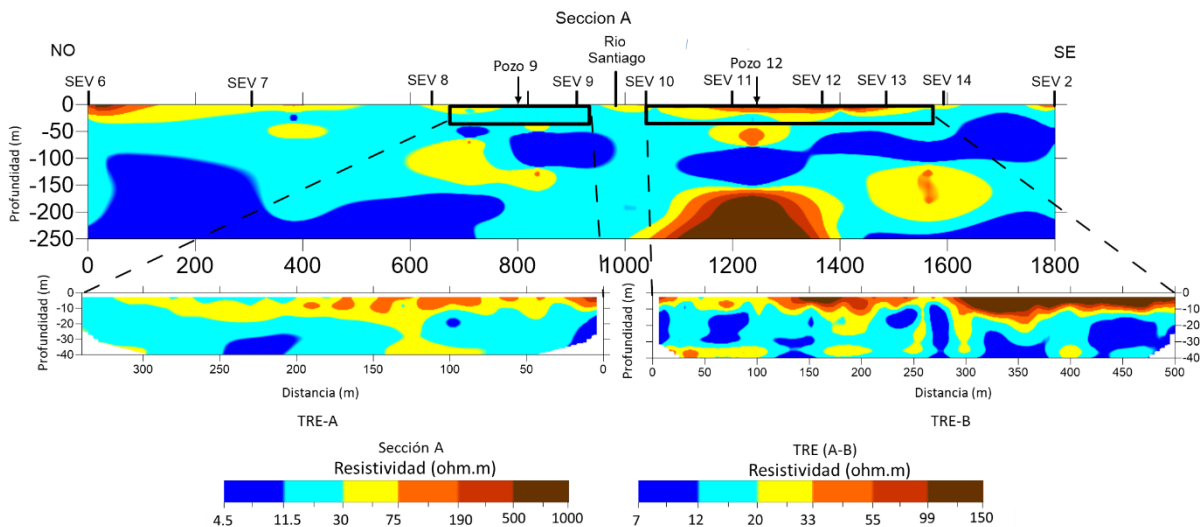 Seccion A
NO
Rio
Santiago
SE
SEV 6
SEV 7
SEV 8
Pozo 9
SEV 9
SEV 10
SEV 11
Pozo 12
SEV 12
SEV 13
SEV 14
SEV 2
Profundidad (m)
0
-50
-100
-150
-200
-250
0 200 400 600 800 1000 1200 1400 1600 1800
Profundidad (m)
0
-10
-20
-30
-40
300 250 200 150 100 50 0
Distancia (m)
TRE-A
Profundidad (m)
0
-10
-20
-30
-40
0 50 100 150 200 250 300 350 400 450 500
Distancia (m)
TRE-B
Sección A
Resistividad (ohm.m)
4.5 11.5 30 75 190 500 1000
TRE (A-B)
Resistividad (ohm.m)
7 12 20 33 55 99 150